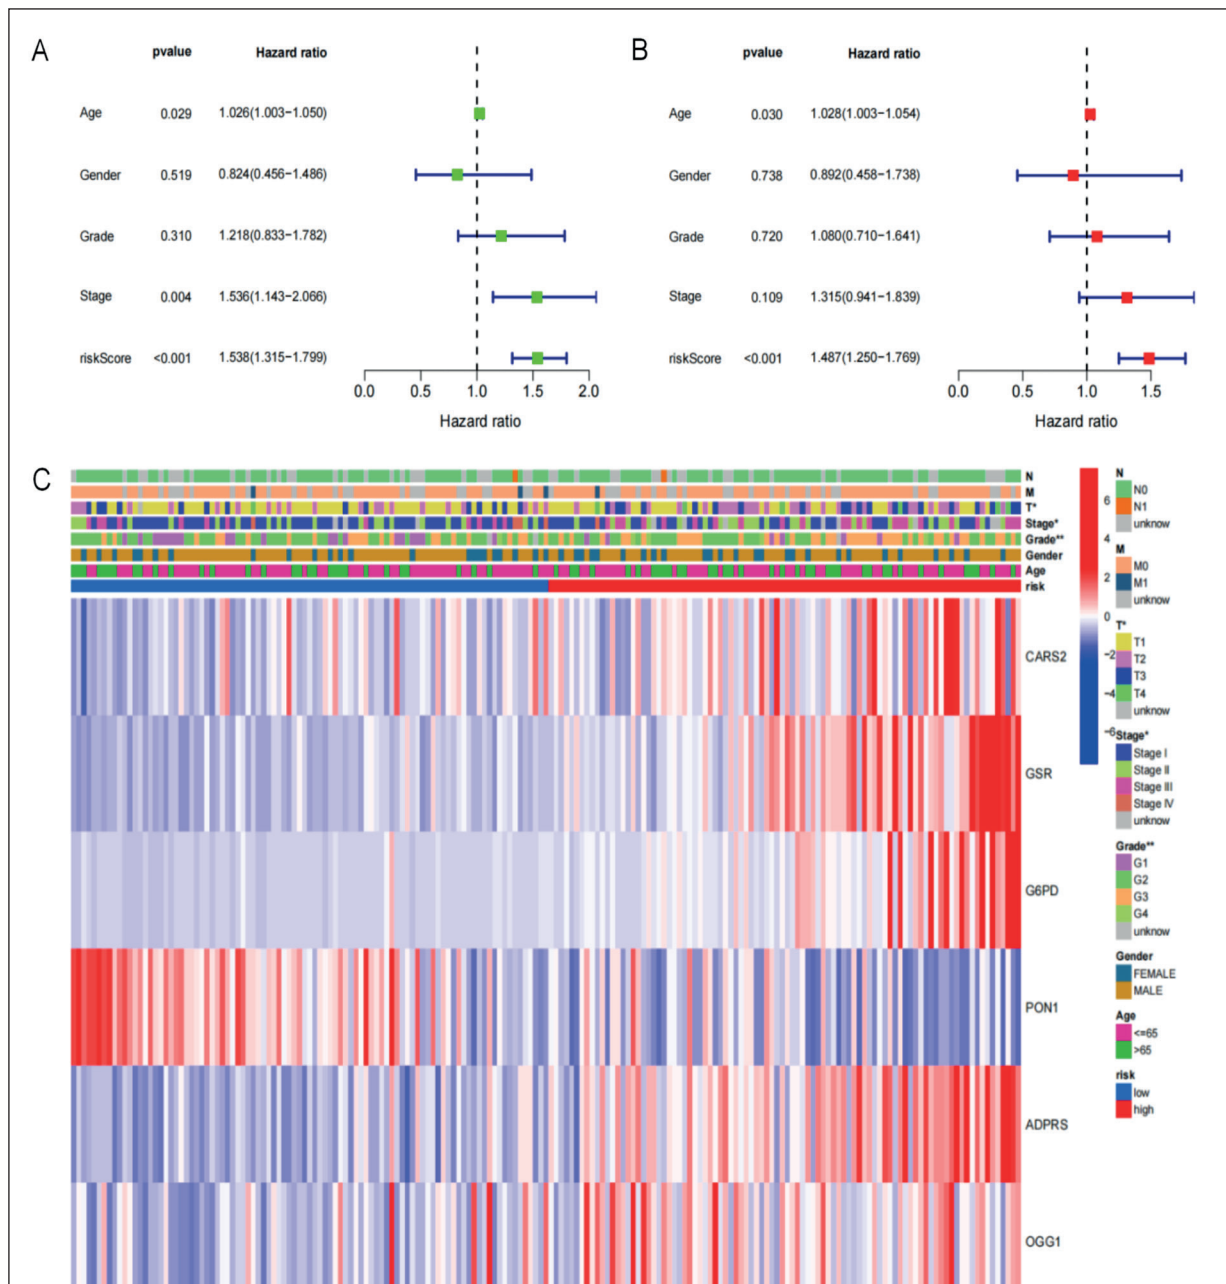 A
pvalue Hazard ratio
Age 0.029 1.026(1.003−1.050)
Gender 0.519 0.824(0.456−1.486)
Grade 0.310 1.218(0.833−1.782)
Stage 0.004 1.536(1.143−2.066)
riskScore <0.001 1.538(1.315−1.799)
0.0 0.5 1.0 1.5 2.0
Hazard ratio
B
pvalue Hazard ratio
Age 0.030 1.028(1.003−1.054)
Gender 0.738 0.892(0.458−1.738)
Grade 0.720 1.080(0.710−1.641)
Stage 0.109 1.315(0.941−1.839)
riskScore <0.001 1.487(1.250−1.769)
0.0 0.5 1.0 1.5
Hazard ratio
C
N
M
T*
Stage*
Grade**
Gender
Age
risk
CARS2
GSR
G6PD
PON1
ADPRS
OGG1
6
4
2
0
−2
−4
−6
N
N0
N1
unknow
M
M0
M1
unknow
T*
T1
T2
T3
T4
unknow
Stage*
Stage I
Stage II
Stage III
Stage IV
unknow
Grade**
G1
G2
G3
G4
unknow
Gender
FEMALE
MALE
Age
<=65
>65
risk
low
high